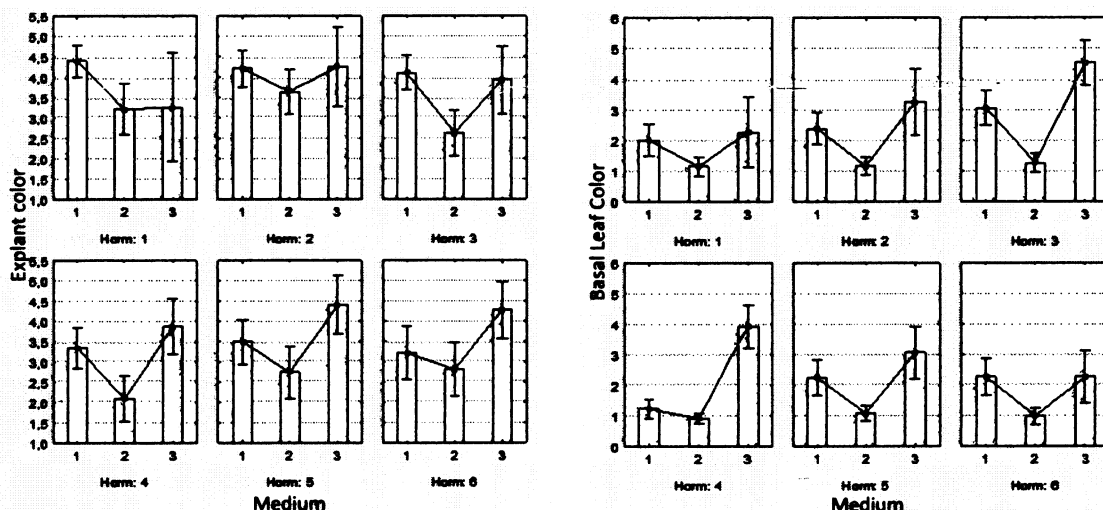 Explant color
5,5
5,0
4,5
4,0
3,5
3,0
2,5
2,0
1,5
1,0
1 2 3
Horm: 1
1 2 3
Horm: 2
1 2 3
Horm: 3
5,5
5,0
4,5
4,0
3,5
3,0
2,5
2,0
1,5
1,0
1 2 3
Horm: 4
1 2 3
Horm: 5
1 2 3
Horm: 6
Medium
Basal Leaf Color
6
5
4
3
2
1
0
1 2 3
Horm: 1
1 2 3
Horm: 2
1 2 3
Horm: 3
6
5
4
3
2
1
0
1 2 3
Horm: 4
1 2 3
Horm: 5
1 2 3
Horm: 6
Medium